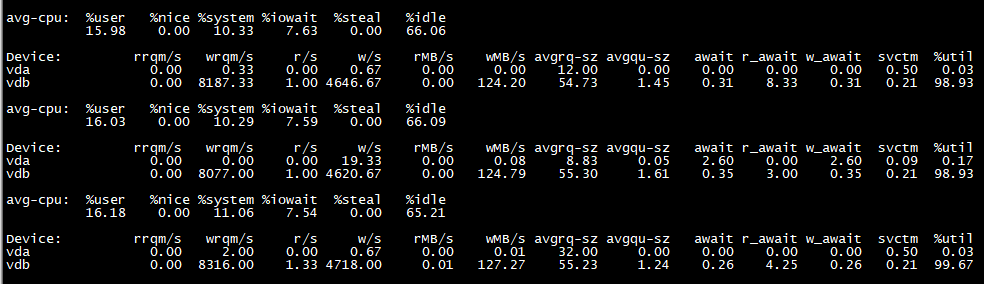 avg-cpu: %user %nice %system %iowait %steal %idle
15.98 0.00 10.33 7.63 0.00 66.06
Device: rrqm/s wrqm/s r/s w/s rMB/s wMB/s avgrq-sz avgqu-sz await r_await w_await svctm %util
vda 0.00 0.33 0.00 0.67 0.00 0.00 12.00 0.00 0.00 0.00 0.00 0.50 0.03
vdb 0.00 8187.33 1.00 4646.67 0.00 124.20 54.73 1.45 0.31 8.33 0.31 0.21 98.93
avg-cpu: %user %nice %system %iowait %steal %idle
16.03 0.00 10.29 7.59 0.00 66.09
Device: rrqm/s wrqm/s r/s w/s rMB/s wMB/s avgrq-sz avgqu-sz await r_await w_await svctm %util
vda 0.00 0.00 0.00 19.33 0.00 0.08 8.83 0.05 2.60 0.00 2.60 0.09 0.17
vdb 0.00 8077.00 1.00 4620.67 0.00 124.79 55.30 1.61 0.35 3.00 0.35 0.21 98.93
avg-cpu: %user %nice %system %iowait %steal %idle
16.18 0.00 11.06 7.54 0.00 65.21
Device: rrqm/s wrqm/s r/s w/s rMB/s wMB/s avgrq-sz avgqu-sz await r_await w_await svctm %util
vda 0.00 2.00 0.00 0.67 0.00 0.01 32.00 0.00 0.00 0.00 0.00 0.50 0.03
vdb 0.00 8316.00 1.33 4718.00 0.01 127.27 55.23 1.24 0.26 4.25 0.26 0.21 99.67